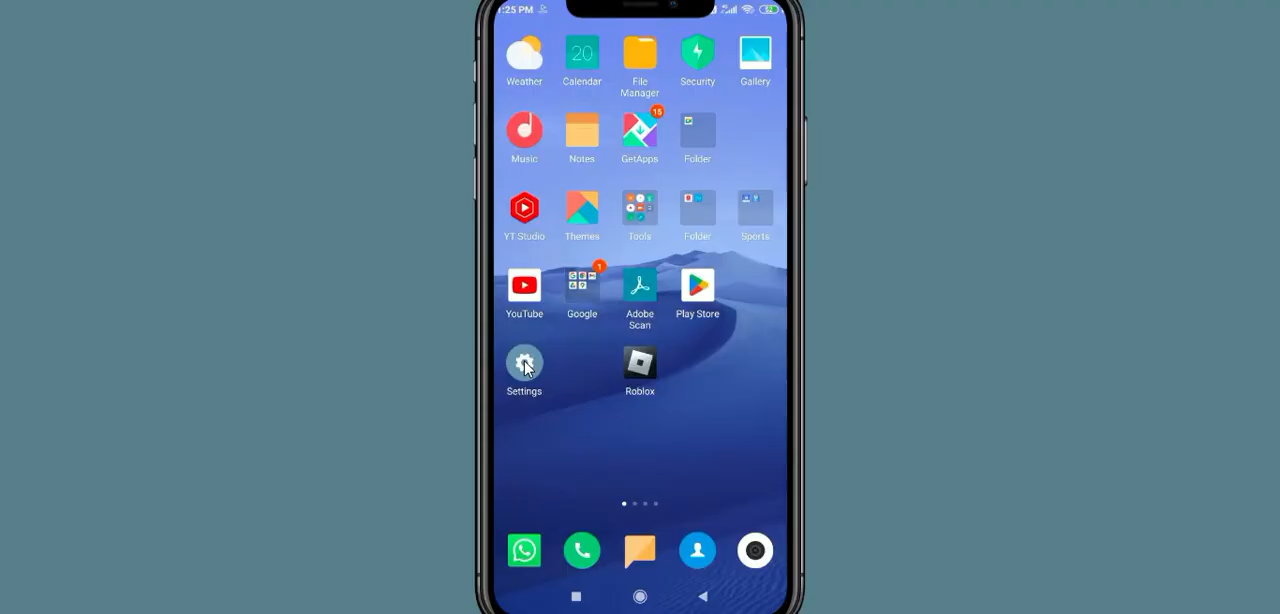 :25 PM
52
Weather
20
Calendar
File
Manager
Security
Gallery
Music
Notes
15
GetApps
Folder
YT Studio
Themes
Tools
Folder
Sports
YouTube
1
Google
Adobe
Scan
Play Store
Settings
Roblox